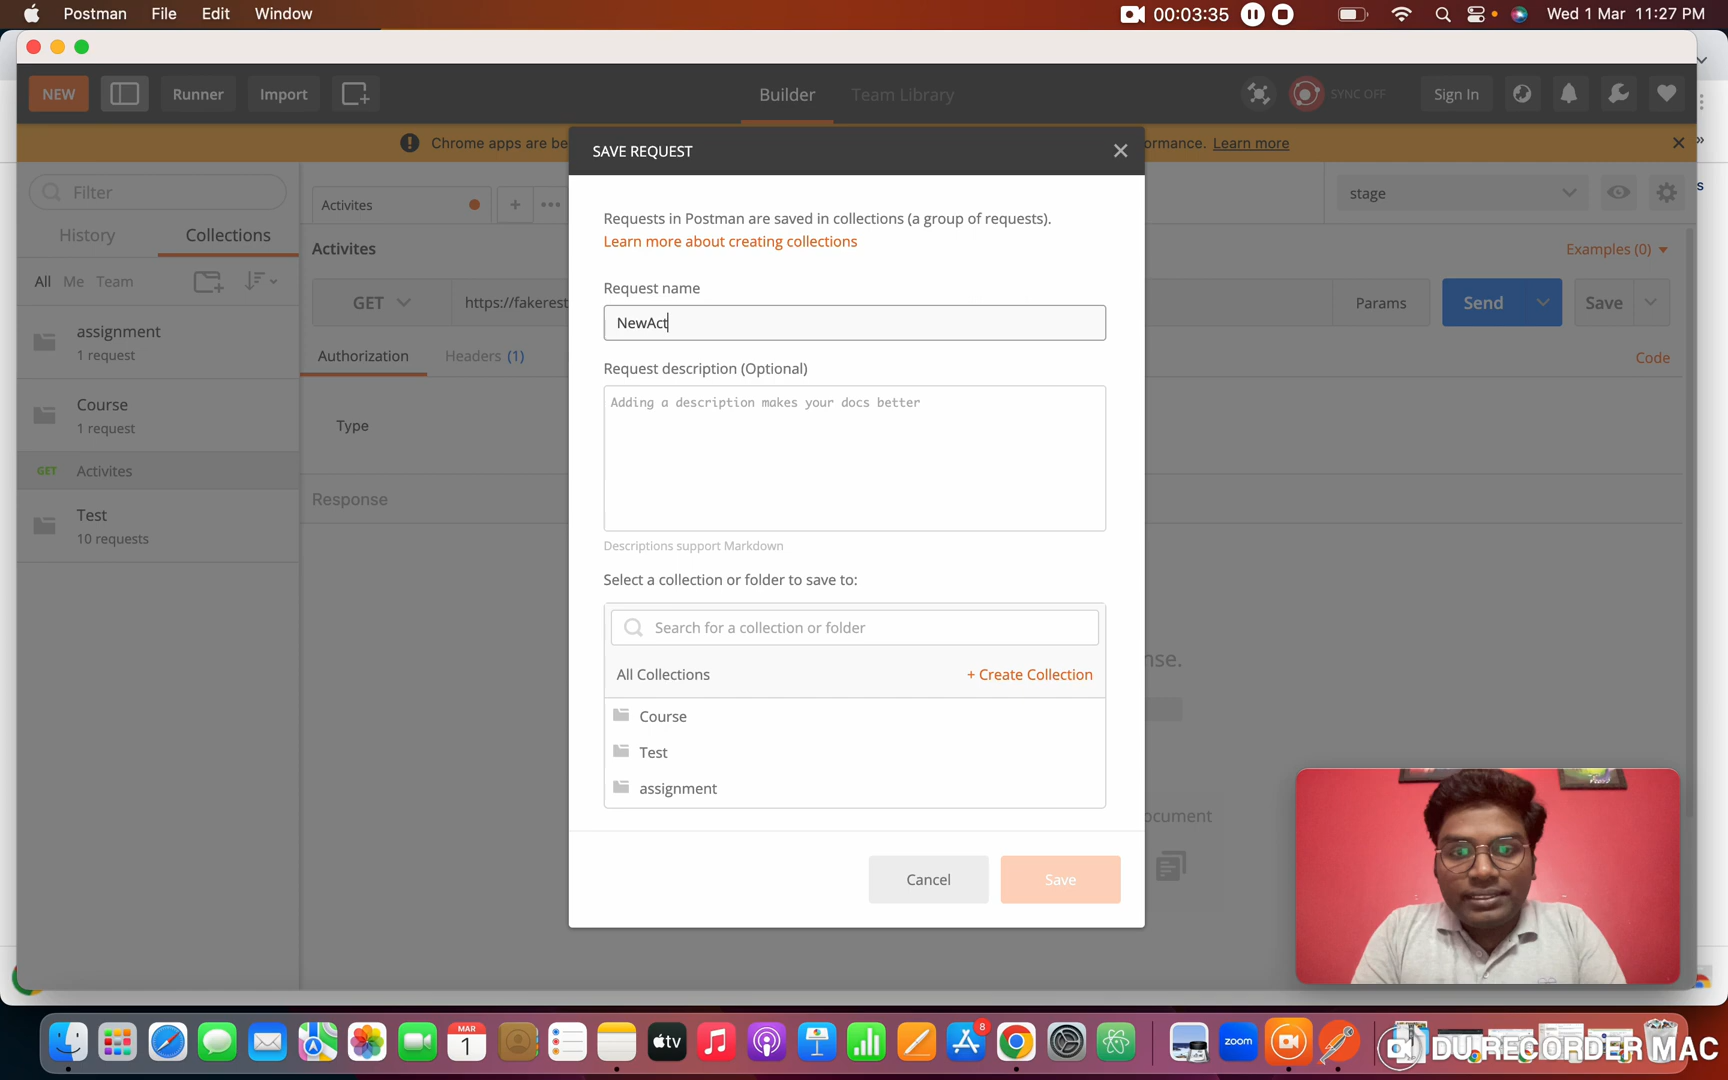 Postman File Edit Window
00:03:35
Wed 1 Mar 11:27 PM
NEW Runner Import
Builder Team Library
SYNC OFF Sign In
Chrome apps are be
ormance. Learn more
SAVE REQUEST
Filter
History Collections
All Me Team
assignment
1 request
Course
1 request
GET Activites
Test
10 requests
Activites
stage
Activites
Examples (0)
GET https://fakerest
Params Send Save
Authorization Headers (1)
Code
Type
Response
nse.
ocument
Requests in Postman are saved in collections (a group of requests).
Learn more about creating collections
Request name
NewAct
Request description (Optional)
Adding a description makes your docs better
Descriptions support Markdown
Select a collection or folder to save to:
Search for a collection or folder
All Collections + Create Collection
Course
Test
assignment
Cancel Save
MAR
1
tv
8
zoom
DU RECORDER MAC